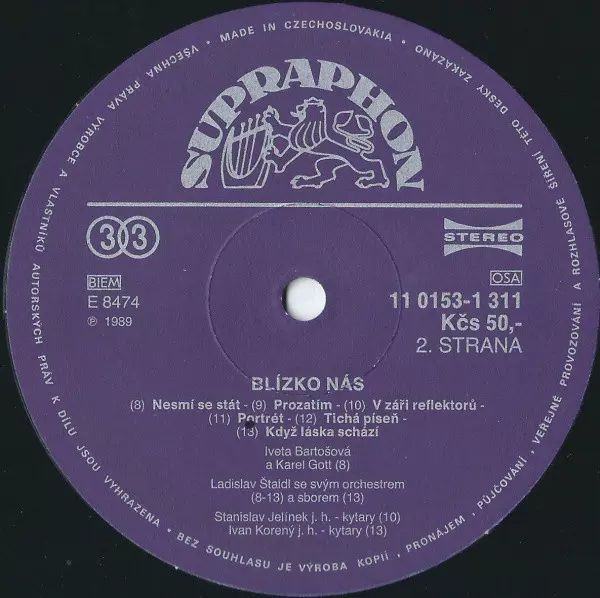 • MADE IN CZECHOSLOVAKIA •
VŠECHNA PRÁVA VÝROBCE A VLASTNÍKŮ AUTORSKÝCH PRÁV K DÍLU JSOU VYHRAZENA • BEZ SOUHLASU JE VÝROBA KOPIÍ, PRONÁJEM, PŮJČOVÁNÍ, VEŘEJNÉ PROVOZOVÁNÍ A ROZHLASOVÉ ŠÍŘENÍ TÉTO DESKY ZAKÁZÁNO
SUPRAPHON
33
STEREO
BIEM
OSA
E 8474
11 0153-1 311
℗ 1989
Kčs 50,-
2. STRANA
BLÍZKO NÁS
(8) Nesmí se stát - (9) Prozatím - (10) V záři reflektorů -
(11) Portrét - (12) Tichá píseň -
(13) Když láska schází
Iveta Bartošová
a Karel Gott (8)
Ladislav Štaidl se svým orchestrem
(8-13) a sborem (13)
Stanislav Jelínek j. h. - kytary (10)
Ivan Korený j. h. - kytary (13)